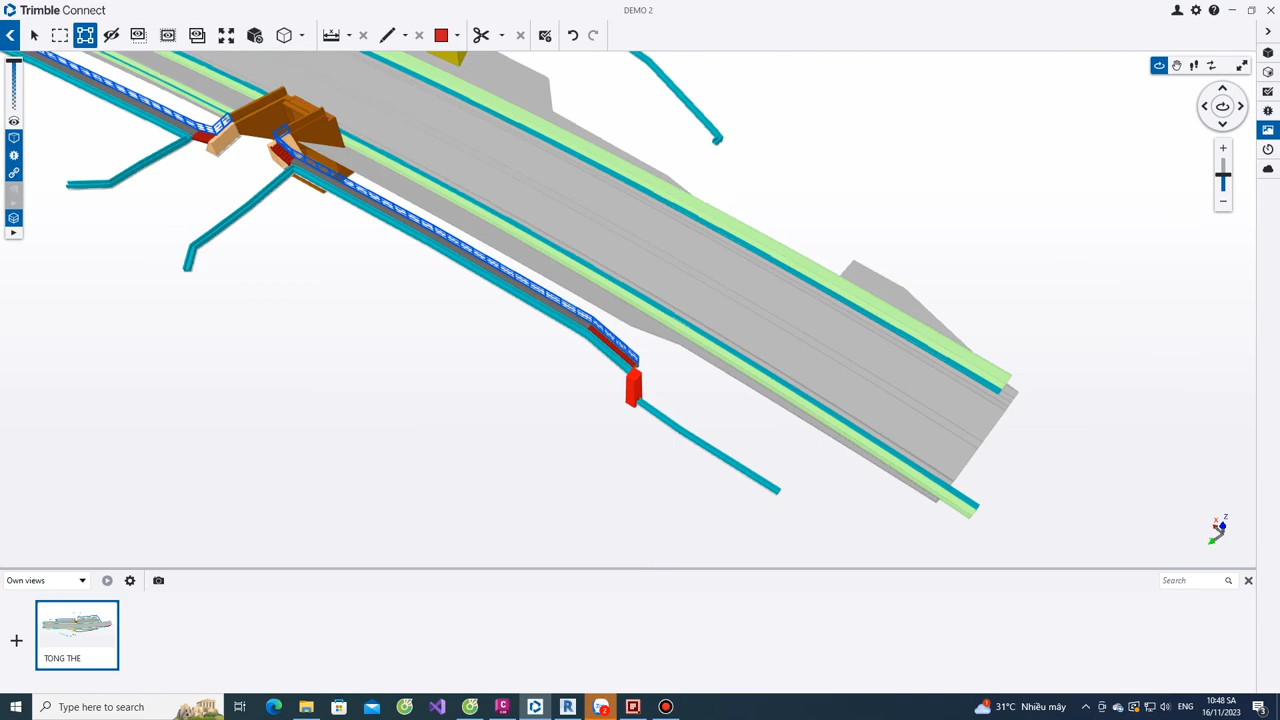 Trimble Connect
DEMO 2
Z
X
Y
Own views
Search
TONG THE
Type here to search
31°C Nhiều mây
ENG
10:48 SA
16/11/2023
3